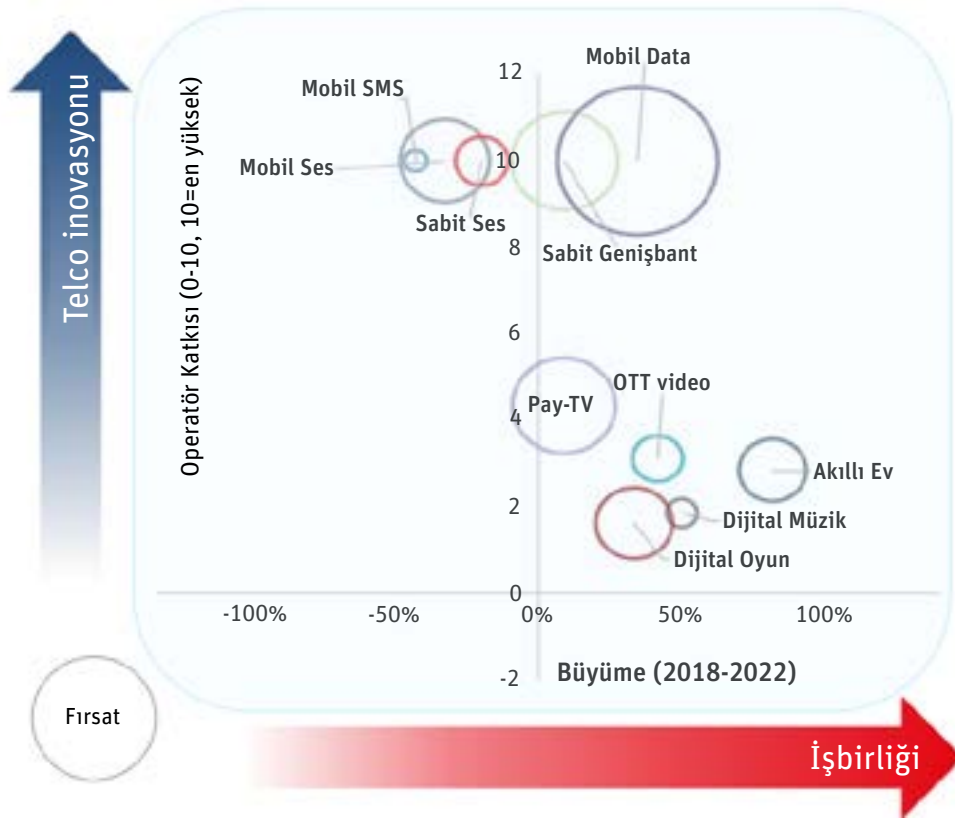 Telco inovasyonu
Operatör Katkısı (0-10, 10=en yüksek)
12
Mobil Data
Mobil SMS
Mobil Ses
10
Sabit Ses
Sabit Genişbant
8
6
OTT video
Pay-TV
4
Akıllı Ev
2
Dijital Müzik
Dijital Oyun
0
-100%
-50%
0%
50%
100%
-2
Büyüme (2018-2022)
Fırsat
İşbirliği